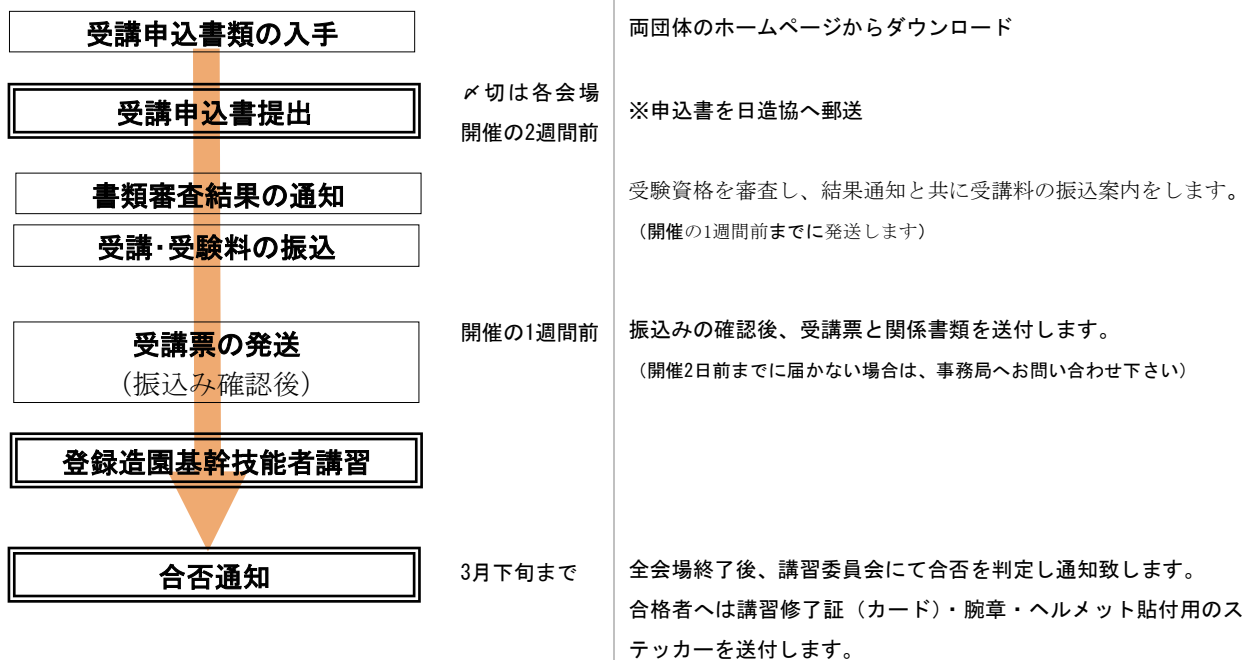 受講申込書類の入手
両団体のホームページからダウンロード
受講申込書提出
〆切は各会場
開催の2週間前
※申込書を日造協へ郵送
書類審査結果の通知
受験資格を審査し、結果通知と共に受講料の振込案内をします。
（開催の1週間前までに発送します）
受講・受験料の振込
受講票の発送
（振込み確認後）
開催の1週間前
振込みの確認後、受講票と関係書類を送付します。
（開催2日前までに届かない場合は、事務局へお問い合わせ下さい）
登録造園基幹技能者講習
合否通知
3月下旬まで
全会場終了後、講習委員会にて合否を判定し通知致します。
合格者へは講習修了証（カード）・腕章・ヘルメット貼付用のス
テッカーを送付します。